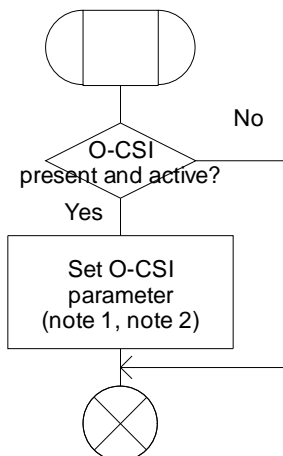 No
O-CSI
present and active?
Yes
Set O-CSI
parameter
(note 1, note 2)